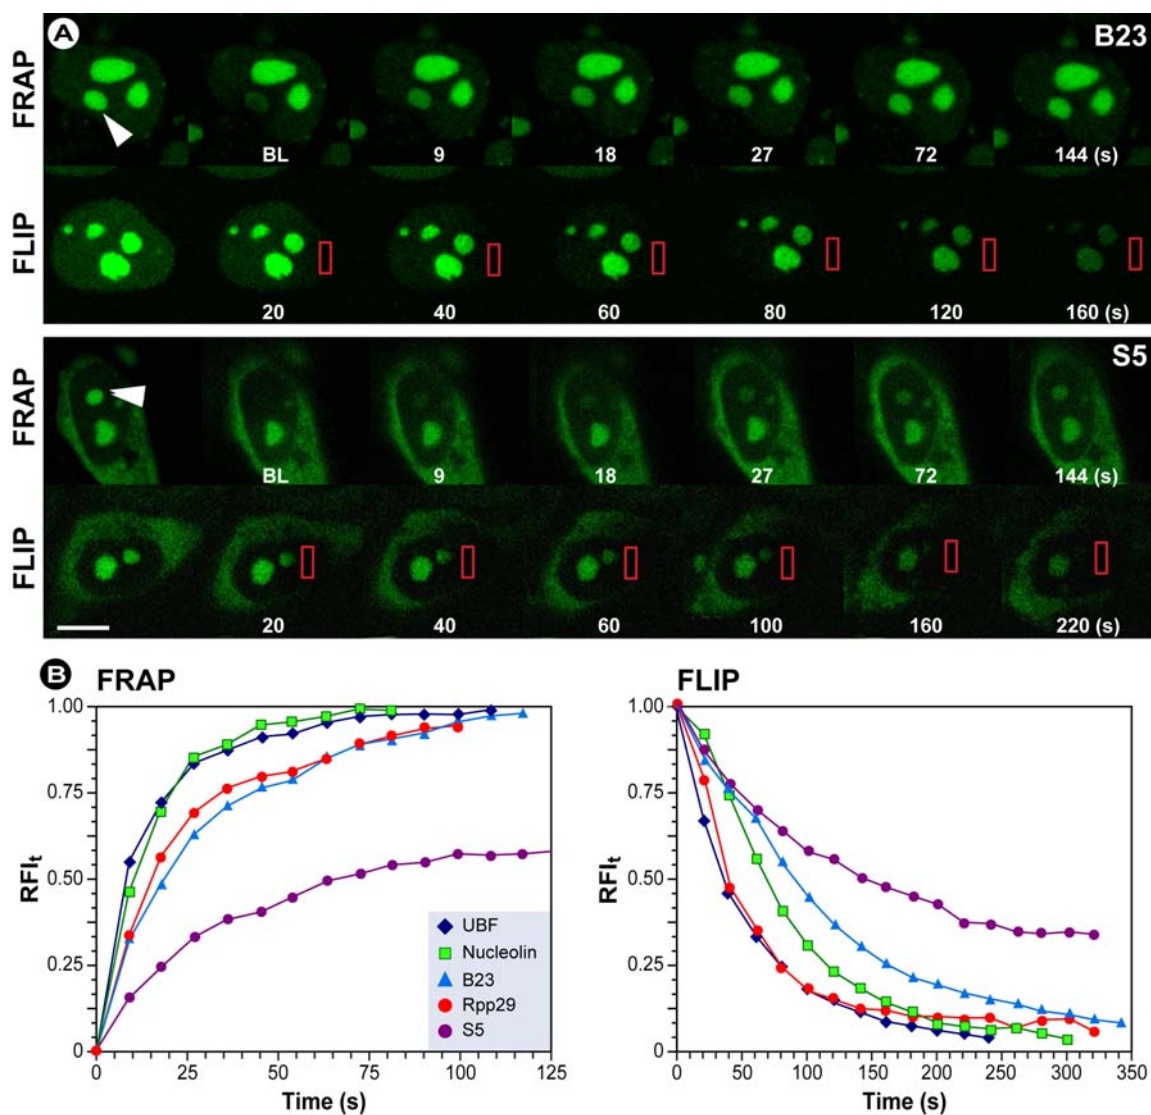 A
B23
FRAP
BL 9 18 27 72 144 (s)
FLIP
20 40 60 80 120 160 (s)
S5
FRAP
BL 9 18 27 72 144 (s)
FLIP
20 40 60 100 160 220 (s)
B FRAP
1.00
0.75
0.50
0.25
0
RFIt
0 25 50 75 100 125
Time (s)
UBF
Nucleolin
B23
Rpp29
S5
FLIP
1.00
0.75
0.50
0.25
0
RFIt
0 50 100 150 200 250 300 350
Time (s)